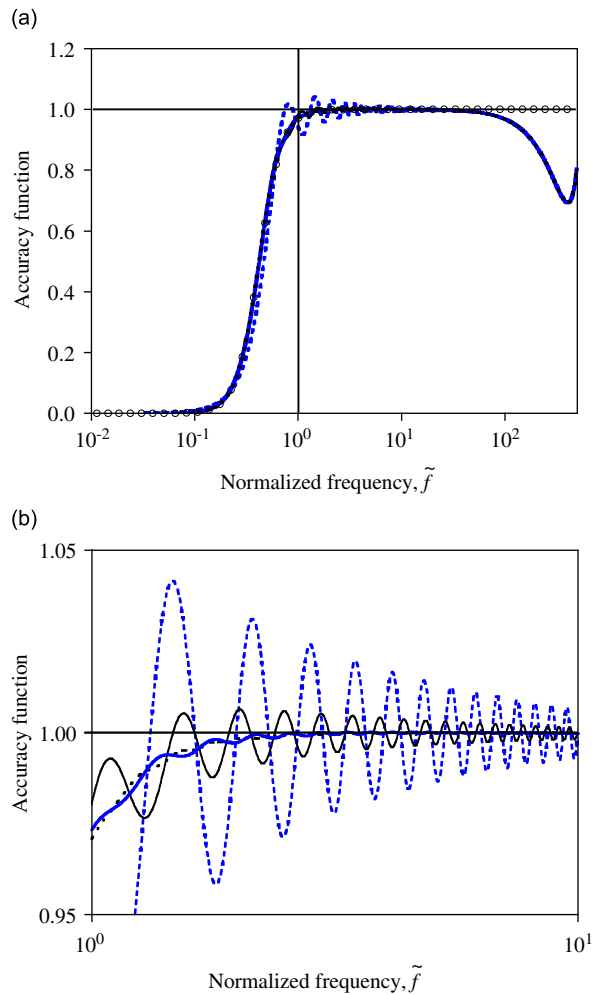 (a)
1.2
1.0
0.8
0.6
0.4
0.2
0.0
Accuracy function
10-2 10-1 100 101 102
Normalized frequency, f̃
(b)
1.05
1.00
0.95
Accuracy function
100 101
Normalized frequency, f̃